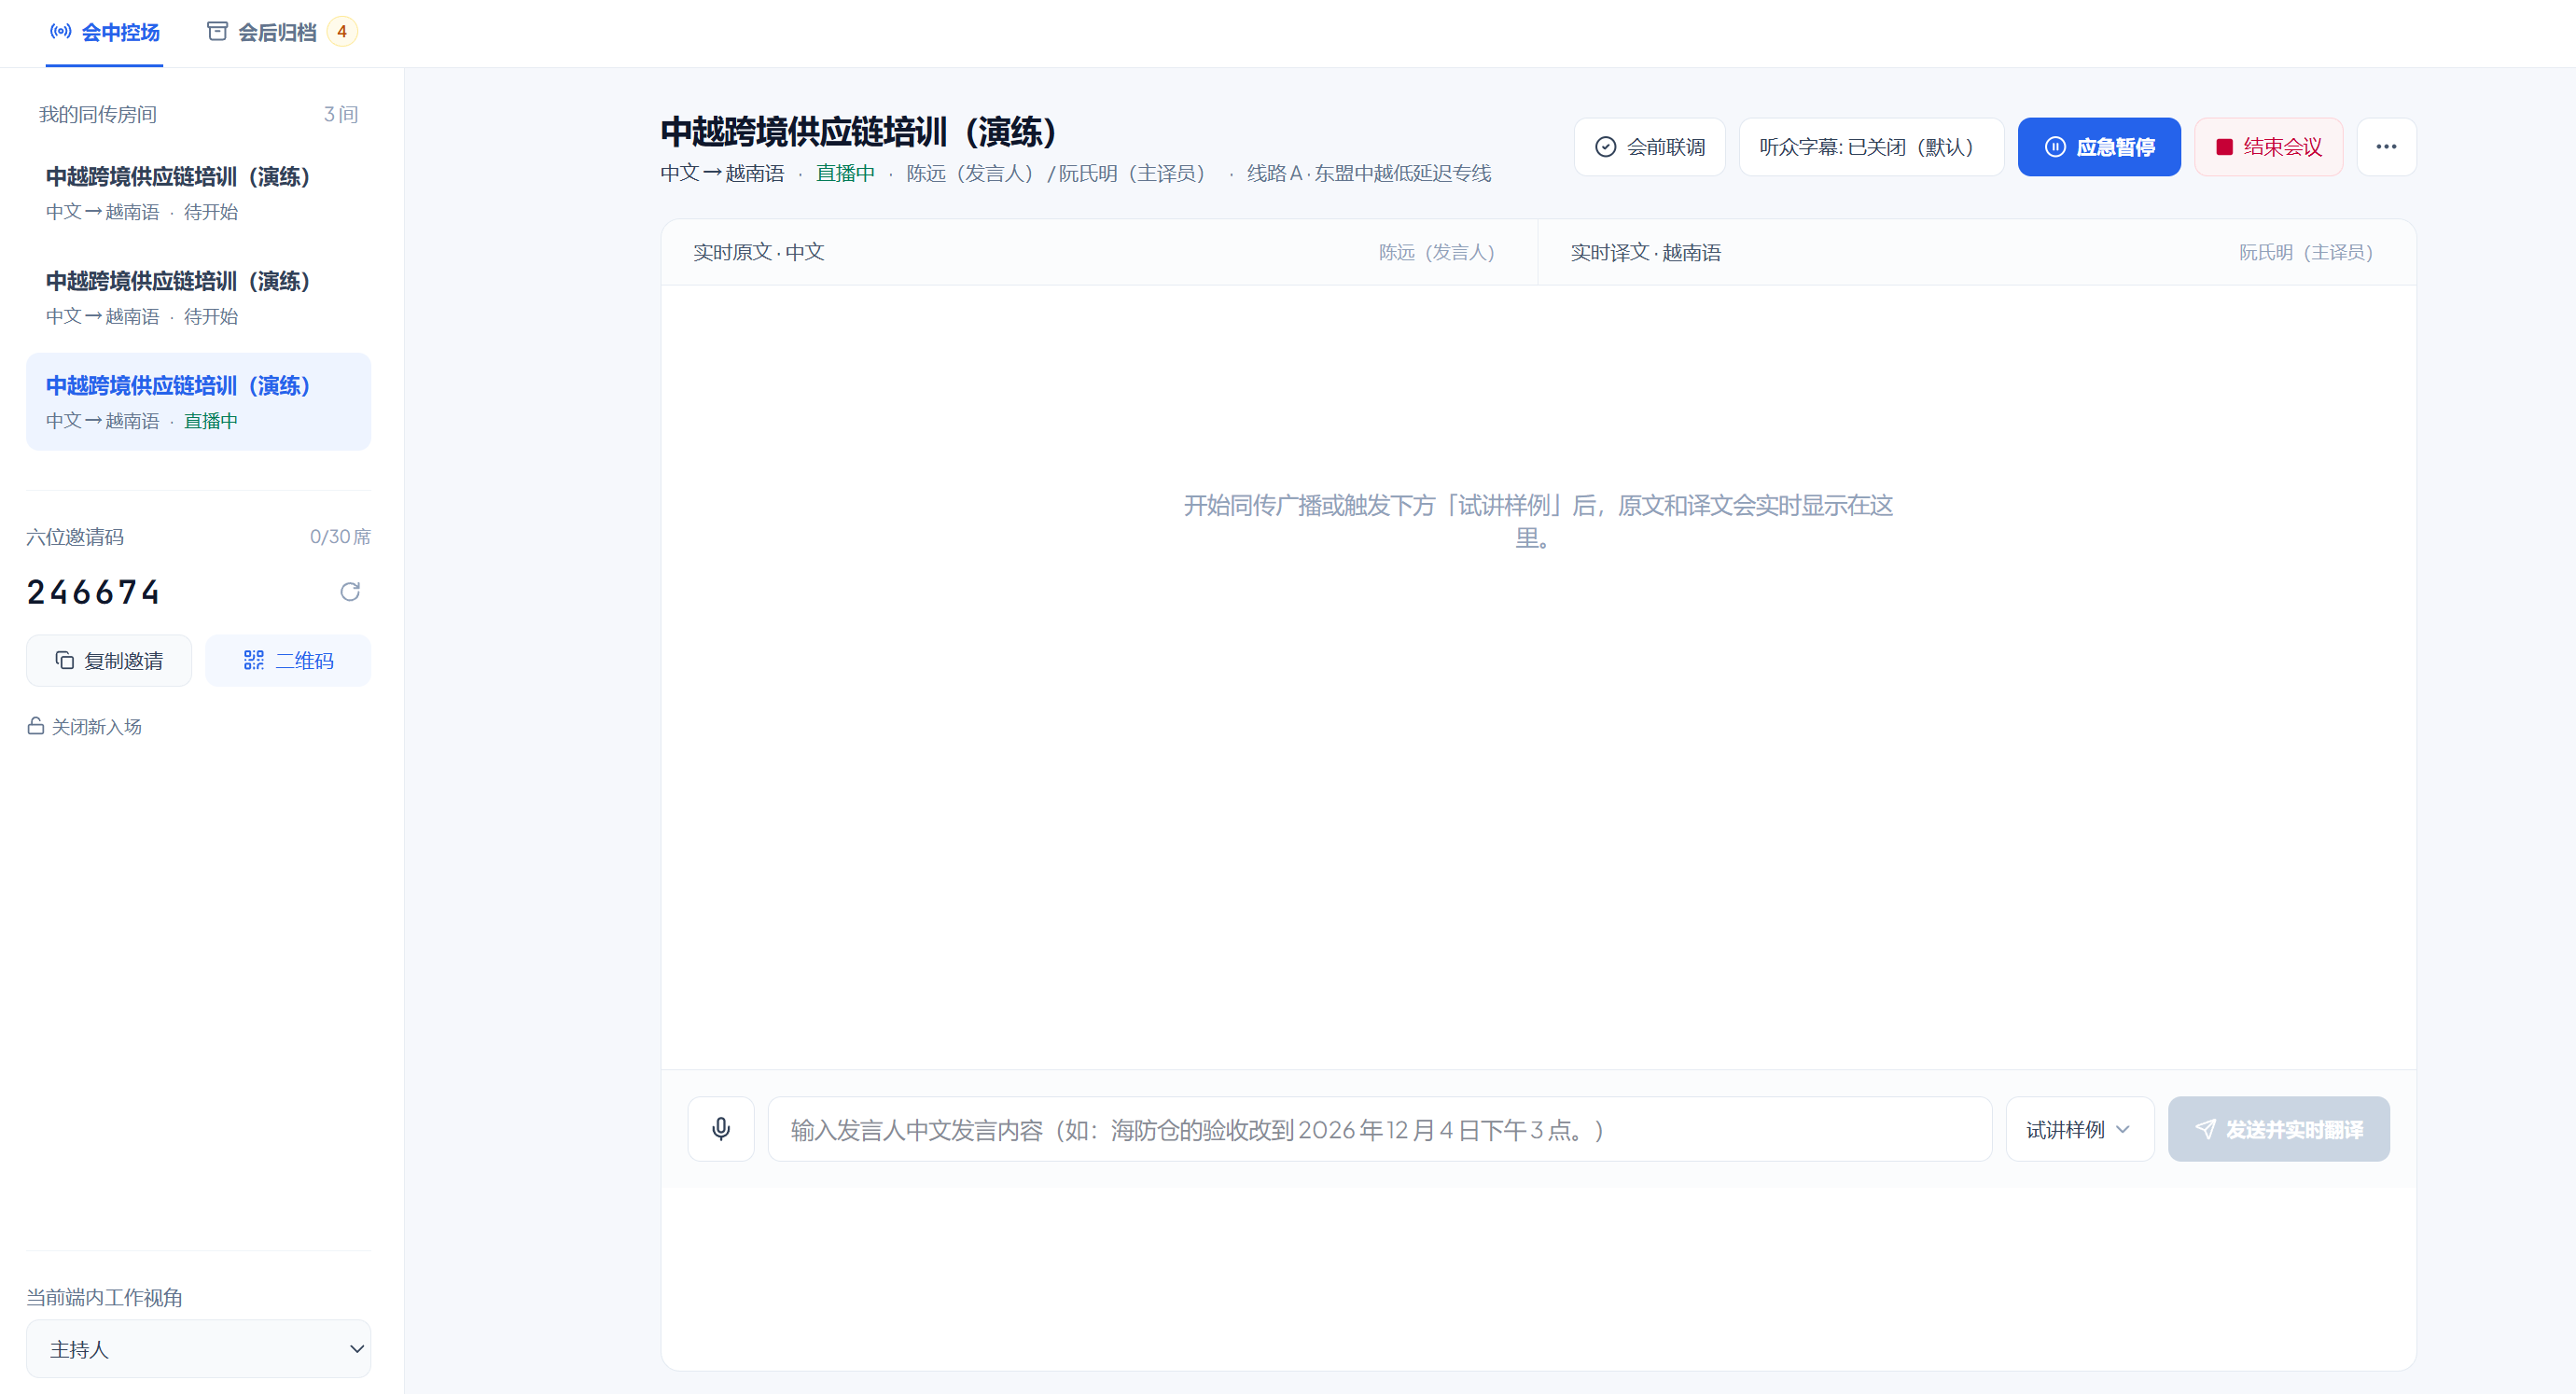 会中控场
会后归档 4
我的同传房间 3 间
中越跨境供应链培训（演练）
中文→越南语 · 待开始
中越跨境供应链培训（演练）
中文→越南语 · 待开始
中越跨境供应链培训（演练）
中文→越南语 · 直播中
六位邀请码 0/30 席
246674
复制邀请
二维码
关闭新入场
当前端内工作视角
主持人
中越跨境供应链培训（演练）
中文→越南语 · 直播中 · 陈远（发言人） / 阮氏明（主译员） · 线路 A · 东盟中越低延迟专线
会前联调
听众字幕: 已关闭（默认）
应急暂停
结束会议
实时原文 · 中文 陈远（发言人）
实时译文 · 越南语 阮氏明（主译员）
开始同传广播或触发下方「试讲样例」后，原文和译文会实时显示在这
里。
输入发言人中文发言内容（如：海防仓的验收改到 2026 年 12 月 4 日下午 3 点。）
试讲样例
发送并实时翻译